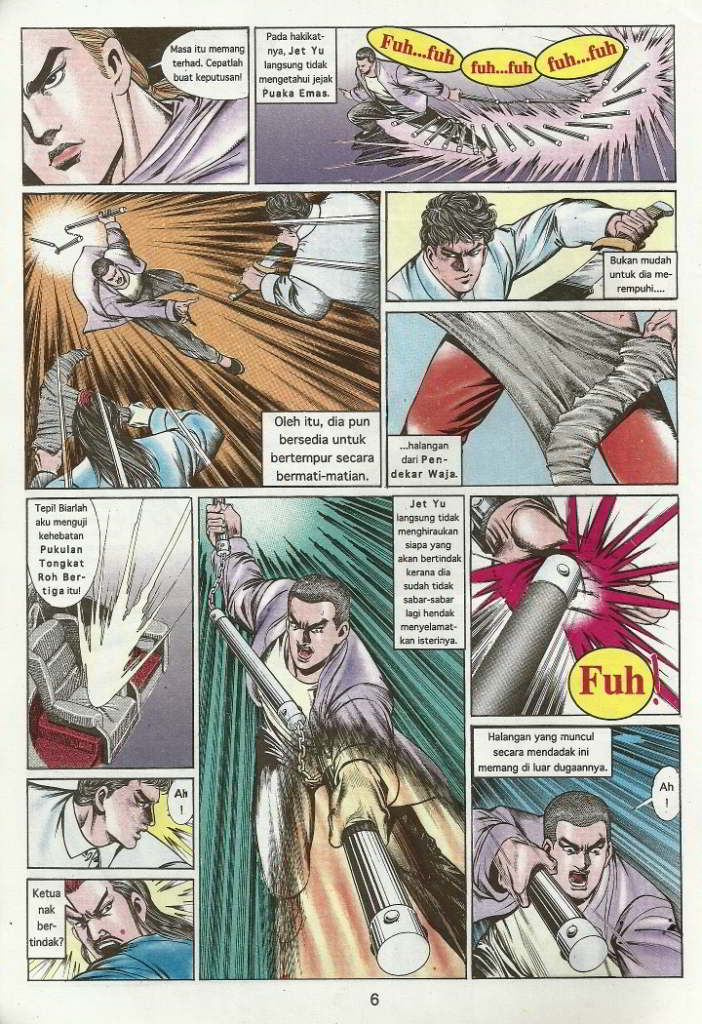 Masa itu memang
terhad. Cepatlah
buat keputusan!
Pada hakikat-
nya, Jet Yu
langsung tidak
mengetahui jejak
Puaka Emas.
Fuh...fuh
fuh...fuh
fuh...fuh
Oleh itu, dia pun
bersedia untuk
bertempur secara
bermati-matian.
Bukan mudah
untuk dia me-
rempuhi....
...halangan
dari Pen-
dekar Waja.
Tepi! Biarlah
aku menguji
kehebatan
Pukulan
Tongkat
Roh Ber-
tiga itu!
Ah
!
Ketua
nak
ber-
tindak?
Jet Yu
langsung tidak
menghiraukan
siapa yang
akan bertindak
kerana dia
sudah tidak
sabar-sabar
lagi hendak
menyelamat-
kan isterinya.
Fuh!
Halangan yang muncul
secara mendadak ini
memang di luar dugaannya.
Ah
!
6